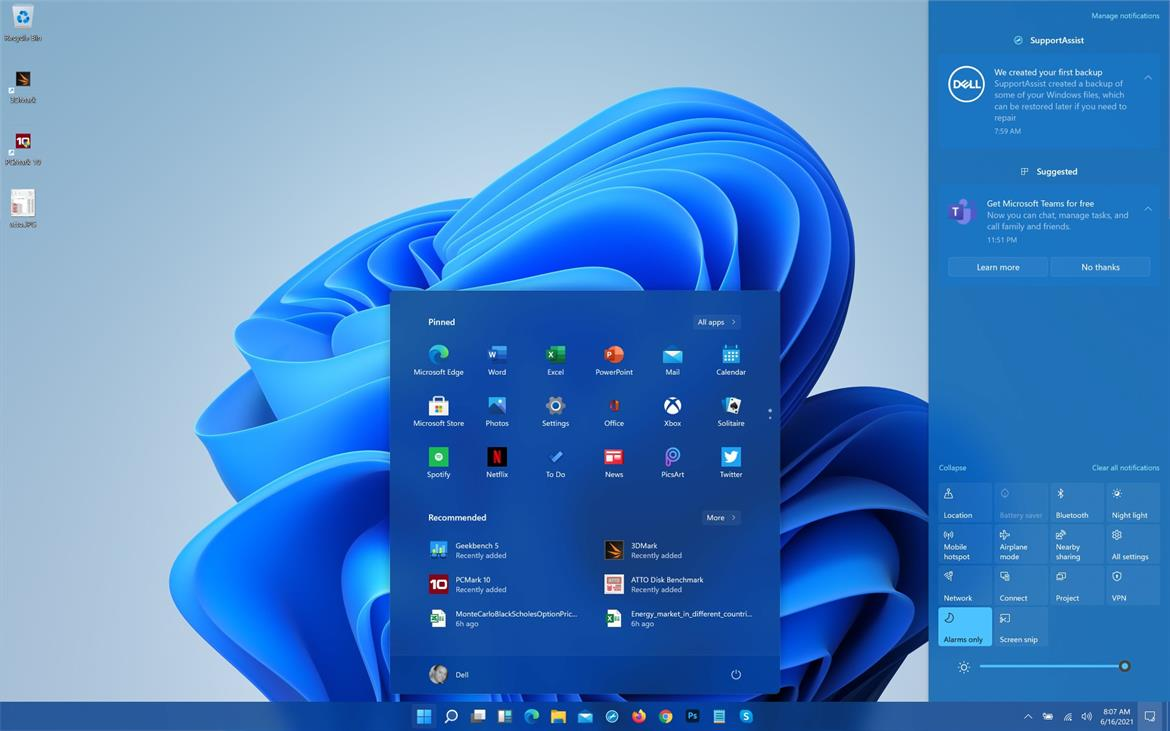 Recycle Bin
3DMark
PCMark 10
atto.JPG
Manage notifications
SupportAssist
DELL
We created your first backup
SupportAssist created a backup of
some of your Windows files, which
can be restored later if you need to
repair
7:59 AM
Suggested
Get Microsoft Teams for free
Now you can chat, manage tasks, and
call family and friends.
11:51 PM
Learn more No thanks
Pinned All apps
Microsoft Edge Word Excel PowerPoint Mail Calendar
Microsoft Store Photos Settings Office Xbox Solitaire
Spotify Netflix To Do News PicsArt Twitter
Recommended More
Geekbench 5
Recently added
3DMark
Recently added
PCMark 10
Recently added
ATTO Disk Benchmark
Recently added
MonteCarloBlackScholesOptionPric...
6h ago
Energy_market_in_different_countri...
6h ago
Dell
Collapse Clear all notifications
Location Battery saver Bluetooth Night light
Mobile hotspot
Airplane mode
Nearby sharing
All settings
Network Connect Project VPN
Alarms only Screen snip
8:07 AM
6/16/2021